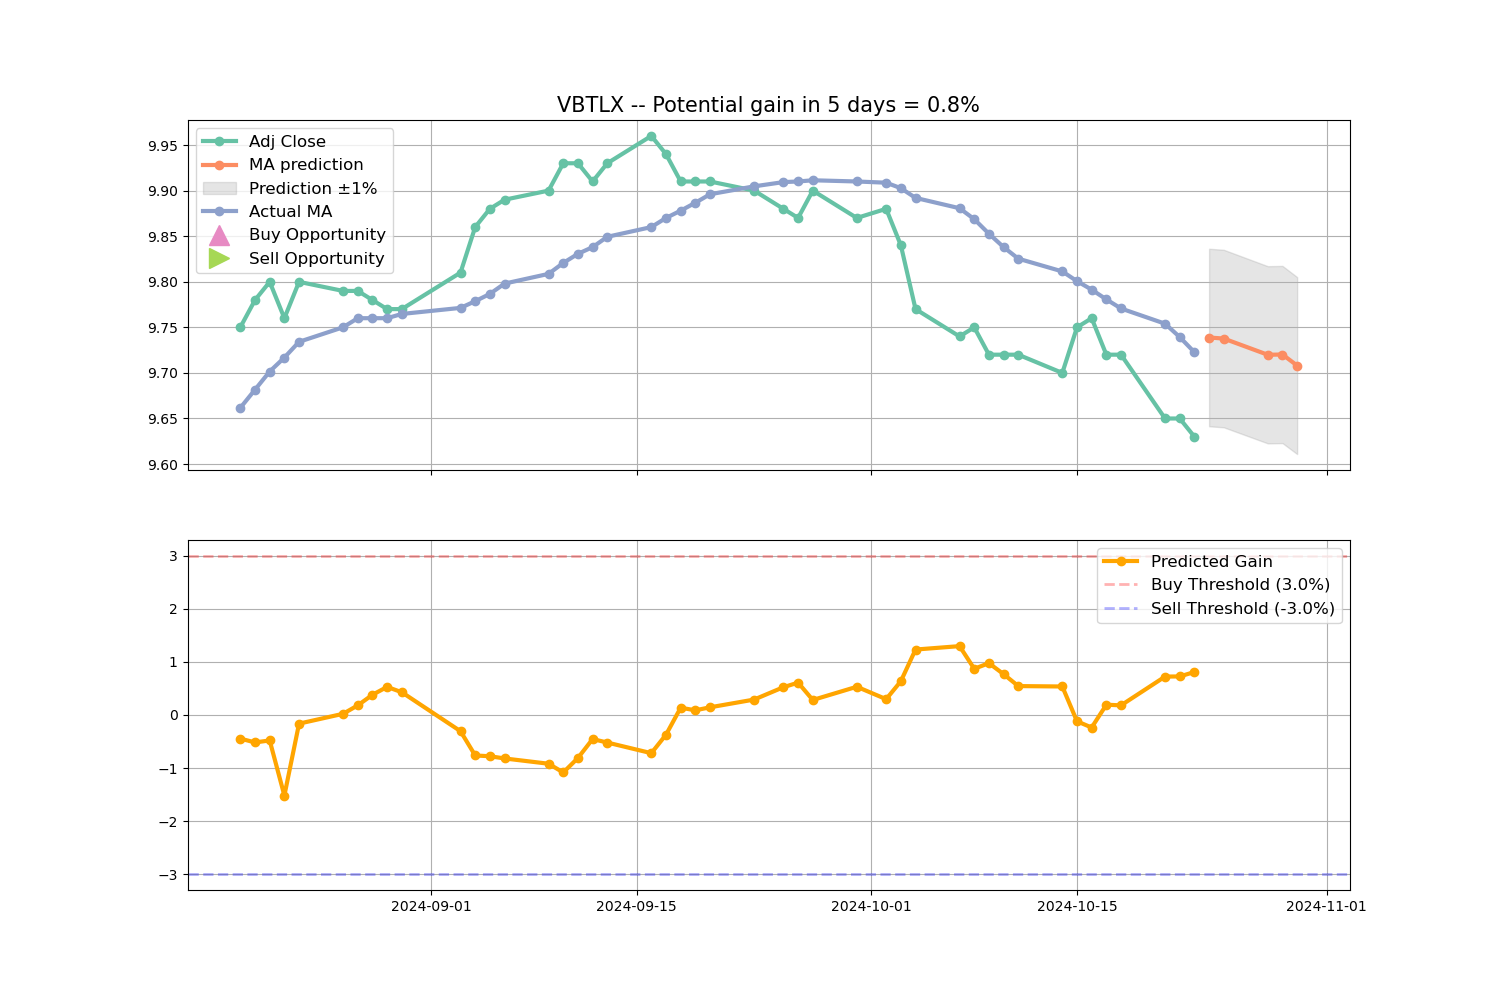 VBTLX -- Potential gain in 5 days = 0.8%
Adj Close
MA prediction
Prediction ±1%
Actual MA
Buy Opportunity
Sell Opportunity
9.95
9.90
9.85
9.80
9.75
9.70
9.65
9.60
Predicted Gain
Buy Threshold (3.0%)
Sell Threshold (-3.0%)
3
2
1
0
−1
−2
−3
2024-09-01
2024-09-15
2024-10-01
2024-10-15
2024-11-01